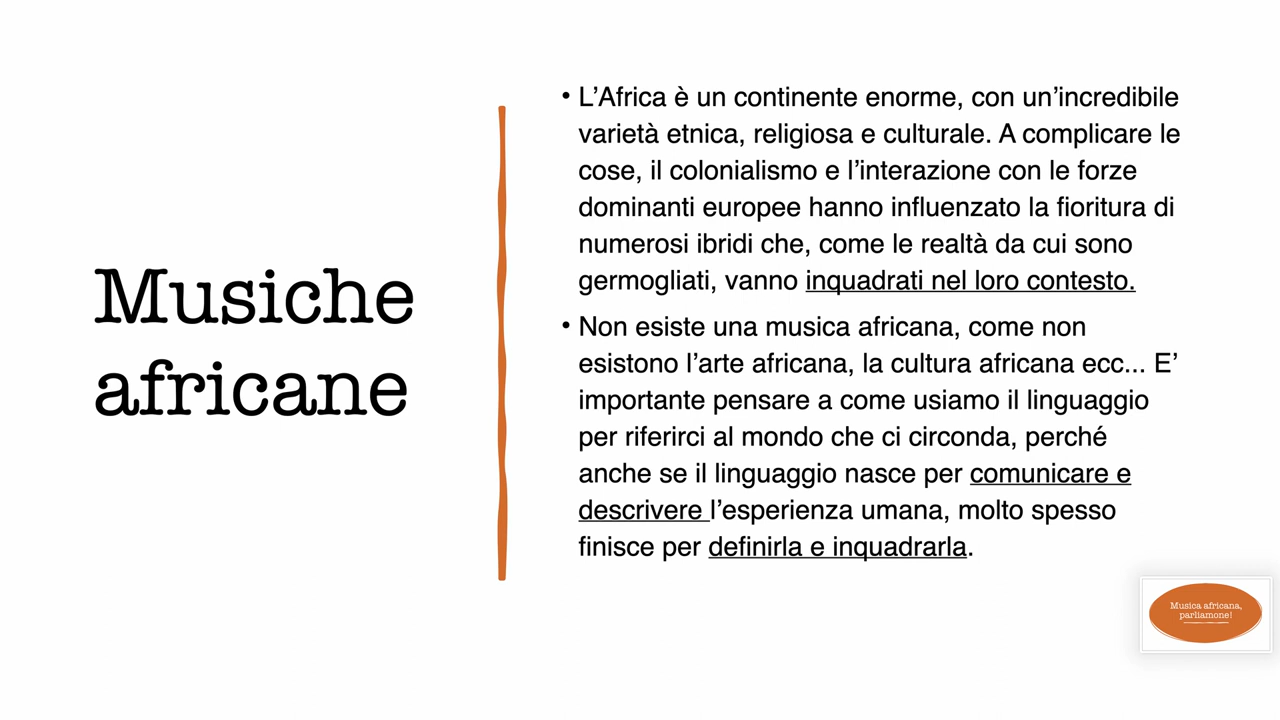 Musiche
africane
• L’Africa è un continente enorme, con un’incredibile
varietà etnica, religiosa e culturale. A complicare le
cose, il colonialismo e l’interazione con le forze
dominanti europee hanno influenzato la fioritura di
numerosi ibridi che, come le realtà da cui sono
germogliati, vanno inquadrati nel loro contesto.
• Non esiste una musica africana, come non
esistono l’arte africana, la cultura africana ecc... E’
importante pensare a come usiamo il linguaggio
per riferirci al mondo che ci circonda, perché
anche se il linguaggio nasce per comunicare e
descrivere l’esperienza umana, molto spesso
finisce per definirla e inquadrarla.
Musica africana,
parliamone!